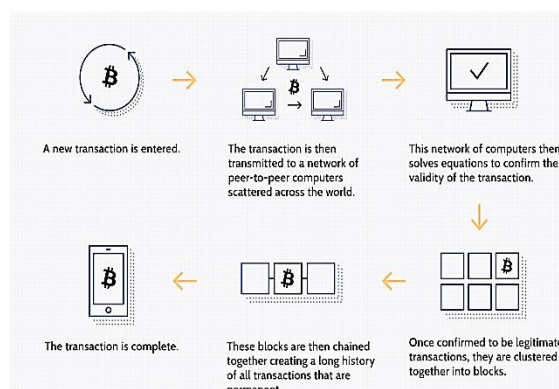 A new transaction is entered.
The transaction is then
transmitted to a network of
peer-to-peer computers
scattered across the world.
This network of computers then
solves equations to confirm the
validity of the transaction.
The transaction is complete.
These blocks are then chained
together creating a long history
of all transactions that are
permanent.
Once confirmed to be legitimate
transactions, they are clustered
together into blocks.